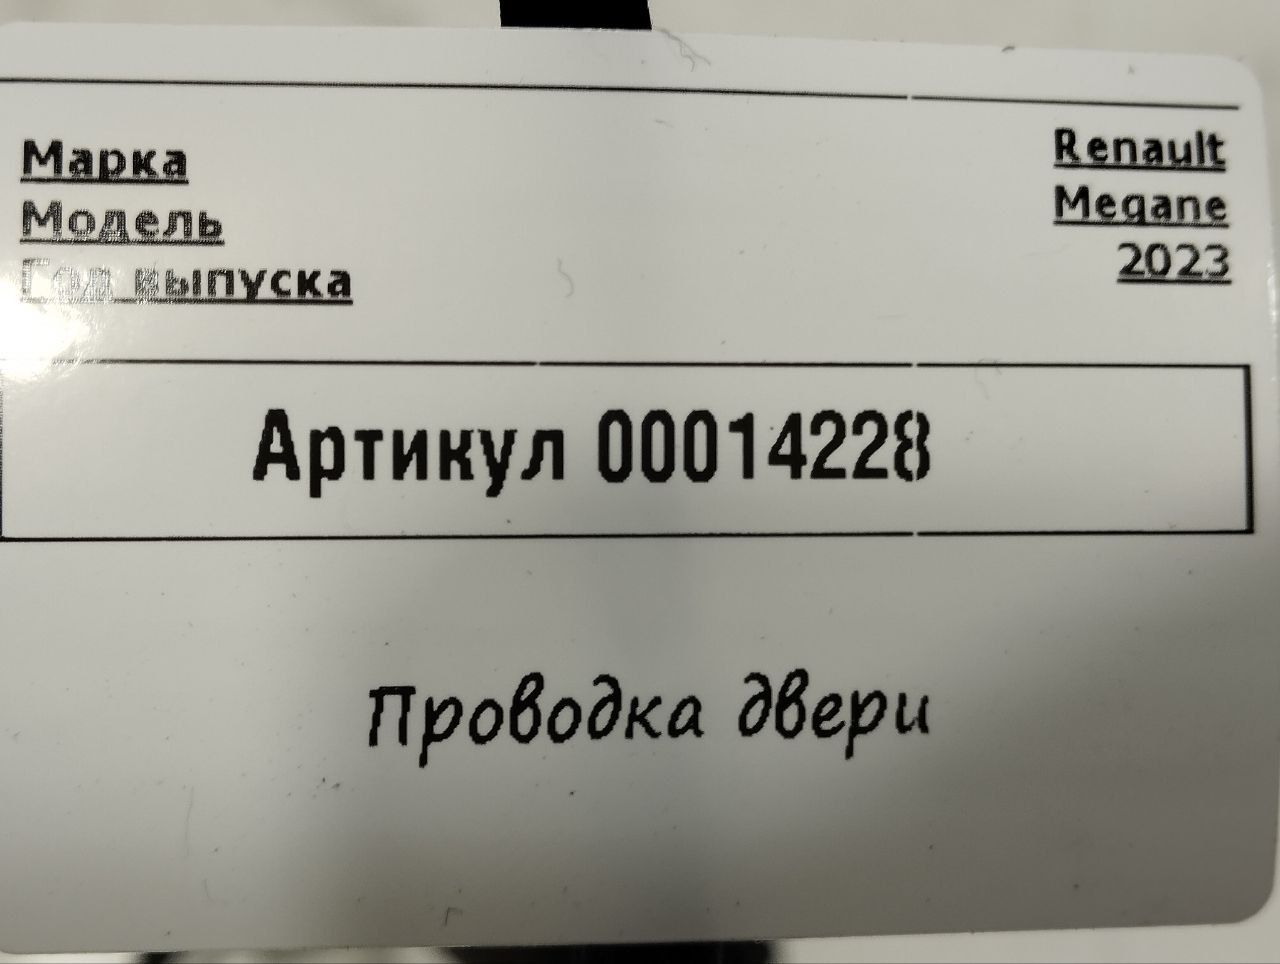 Марка Renault
Модель Megane
Год выпуска 2023
Артикул 00014228
Проводка двери